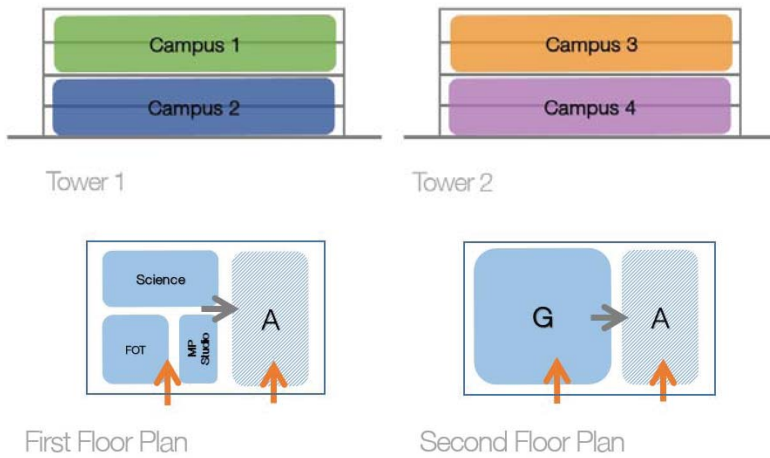 Campus 1
Campus 3
Campus 2
Campus 4
Tower 1
Tower 2
Science
A
FOT
MP
Studio
G
A
First Floor Plan
Second Floor Plan